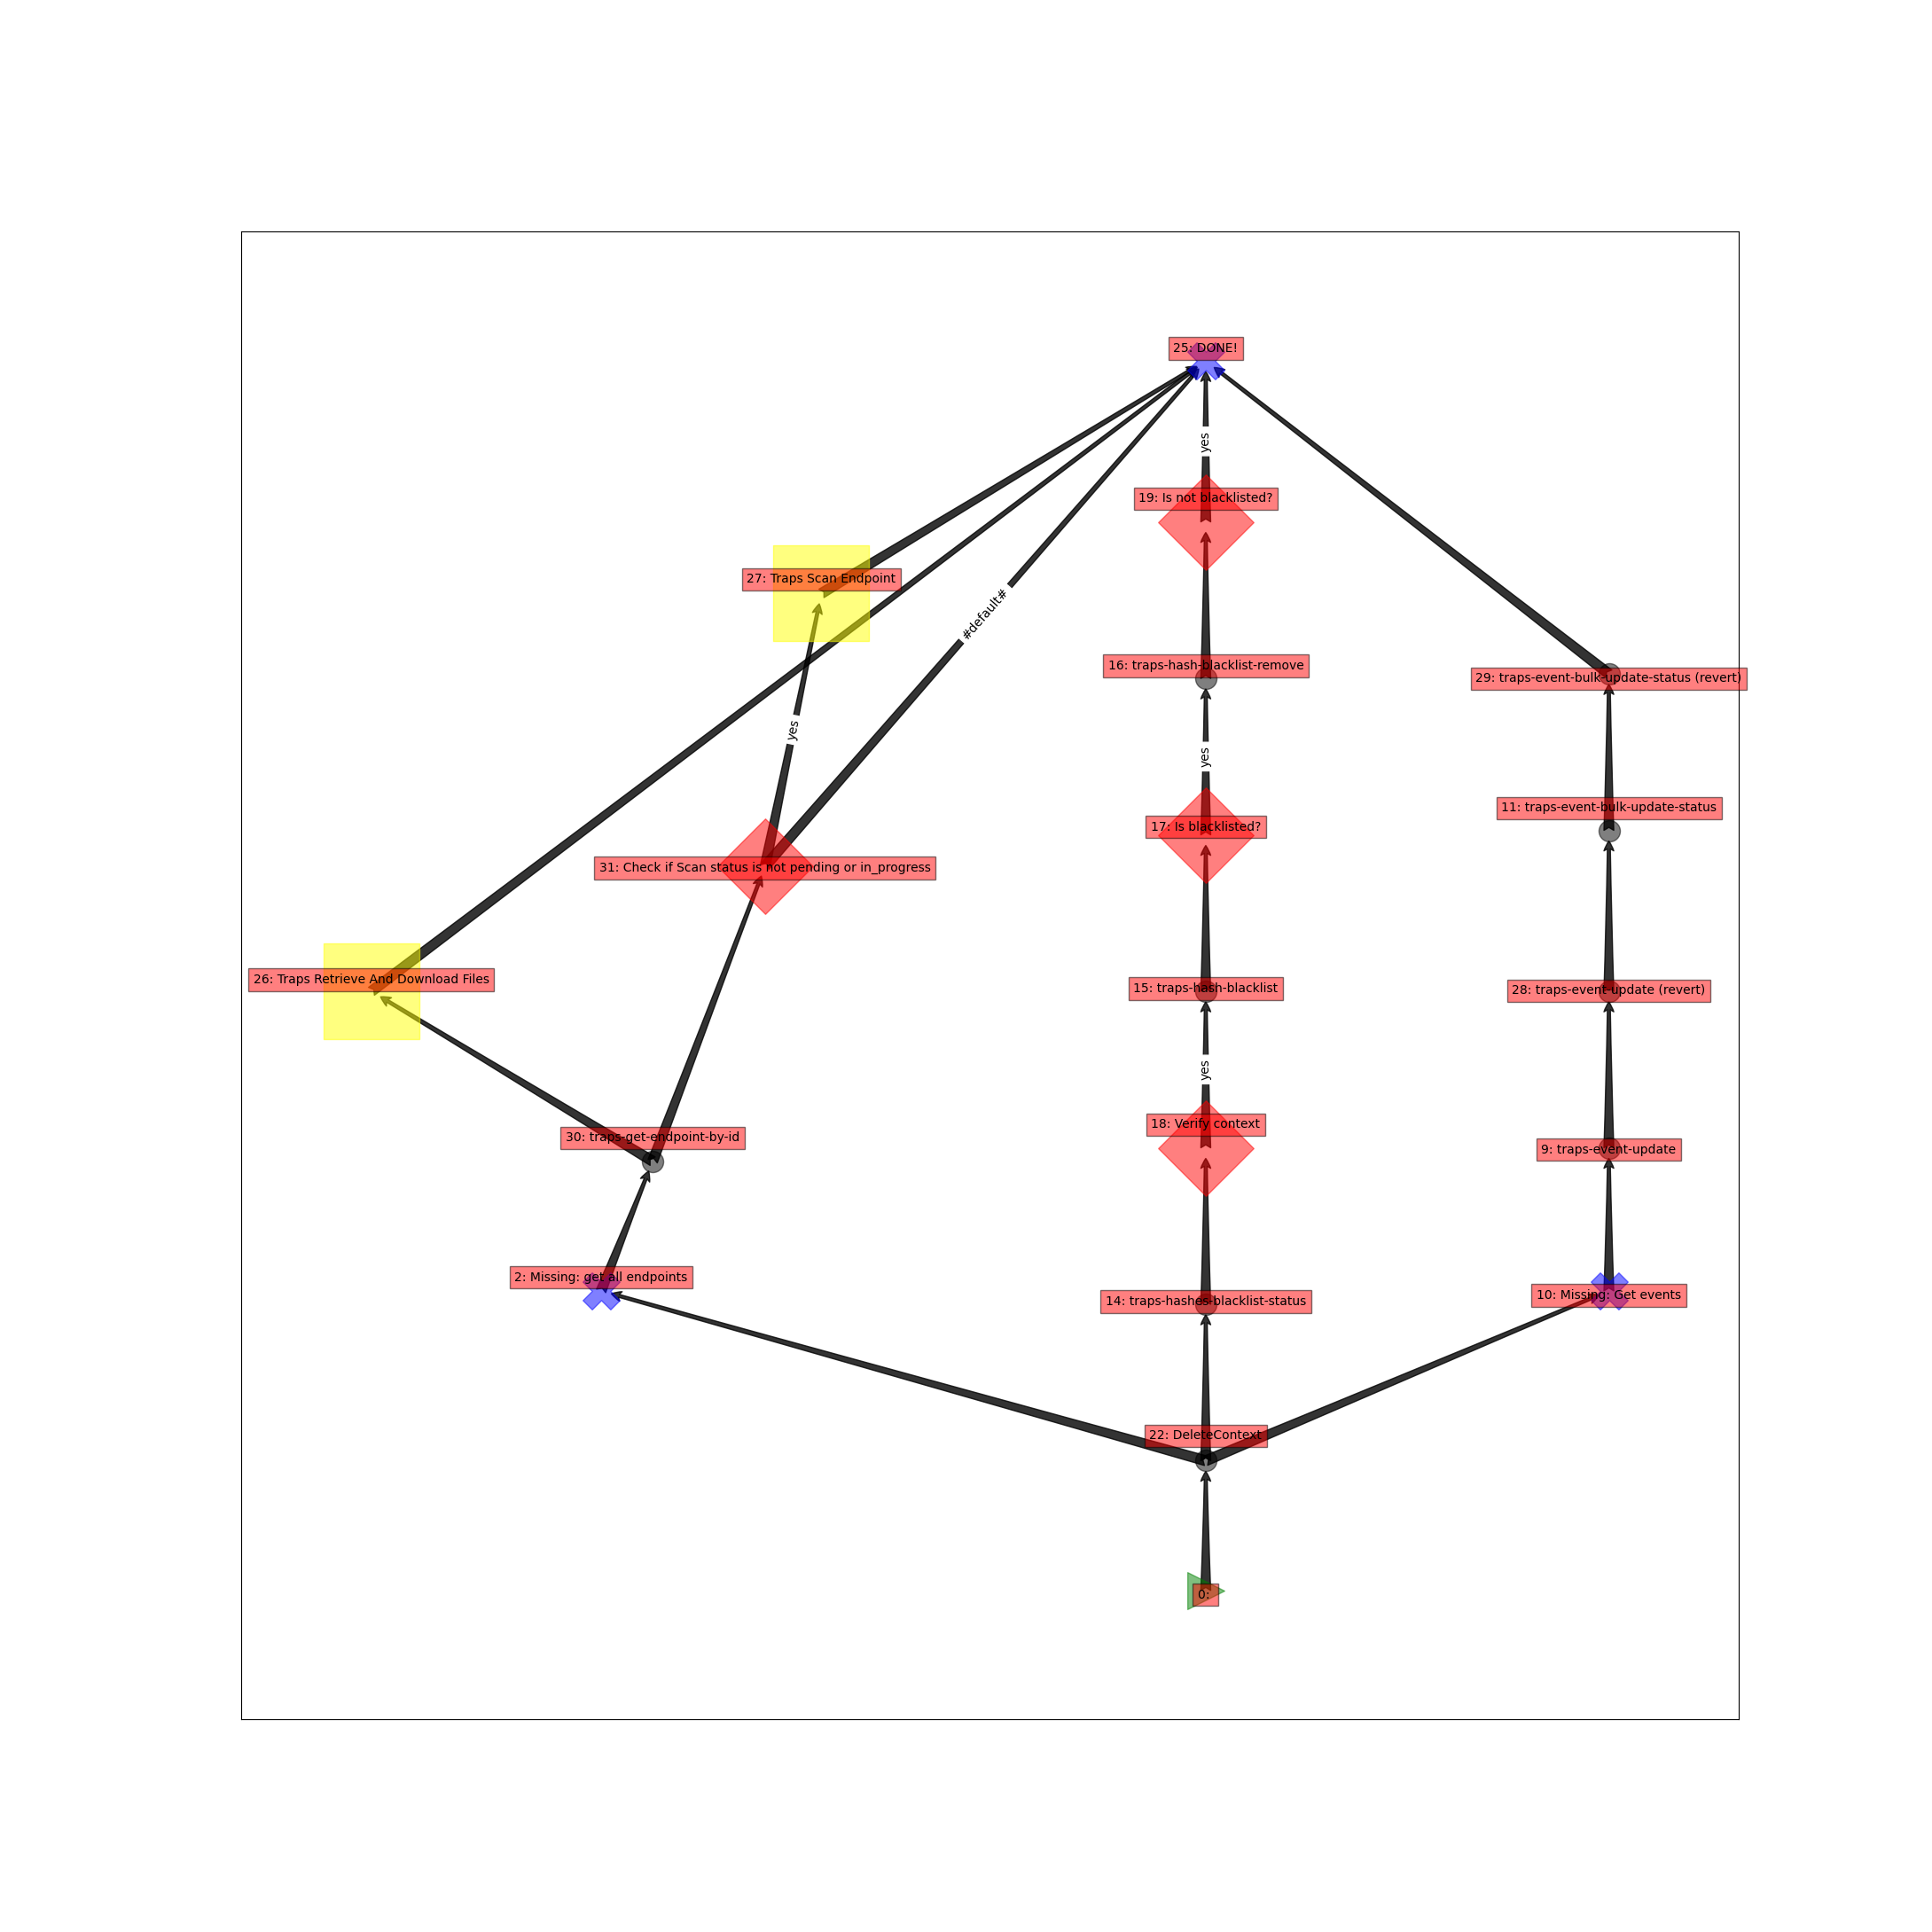 25: DONE!
yes
19: Is not blacklisted?
27: Traps Scan Endpoint
#default#
16: traps-hash-blacklist-remove
29: traps-event-bulk-update-status (revert)
yes
yes
11: traps-event-bulk-update-status
17: Is blacklisted?
31: Check if Scan status is not pending or in_progress
26: Traps Retrieve And Download Files
15: traps-hash-blacklist
28: traps-event-update (revert)
yes
18: Verify context
30: traps-get-endpoint-by-id
9: traps-event-update
2: Missing: get all endpoints
14: traps-hashes-blacklist-status
10: Missing: Get events
22: DeleteContext
0: